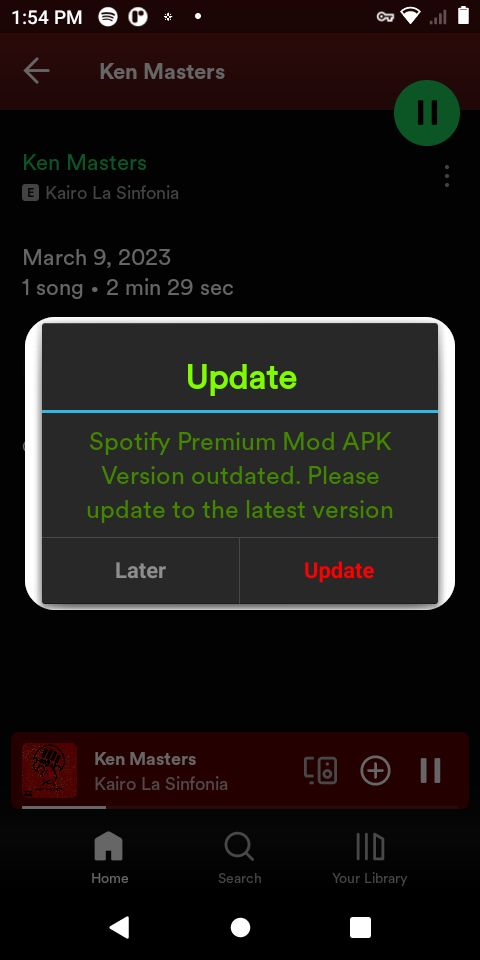 1:54 PM
Ken Masters
Ken Masters
E Kairo La Sinfonia
March 9, 2023
1 song • 2 min 29 sec
Update
Spotify Premium Mod APK
Version outdated. Please
update to the latest version
Later
Update
Ken Masters
Kairo La Sinfonia
Home
Search
Your Library